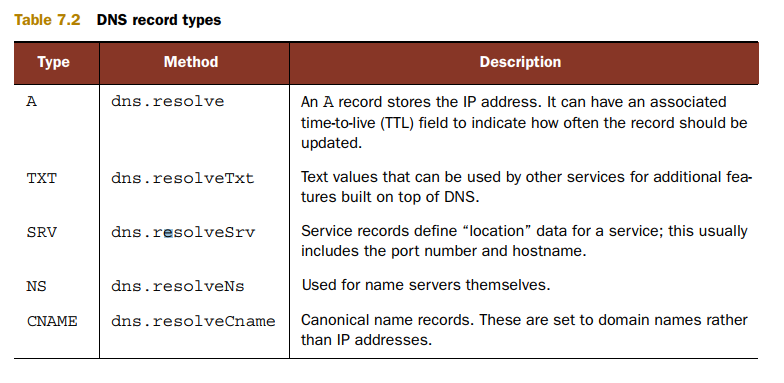 Table 7.2 DNS record types
Type Method Description
A dns.resolve An A record stores the IP address. It can have an associated
time-to-live (TTL) field to indicate how often the record should be
updated.
TXT dns.resolveTxt Text values that can be used by other services for additional fea-
tures built on top of DNS.
SRV dns.resolveSrv Service records define “location” data for a service; this usually
includes the port number and hostname.
NS dns.resolveNs Used for name servers themselves.
CNAME dns.resolveCname Canonical name records. These are set to domain names rather
than IP addresses.